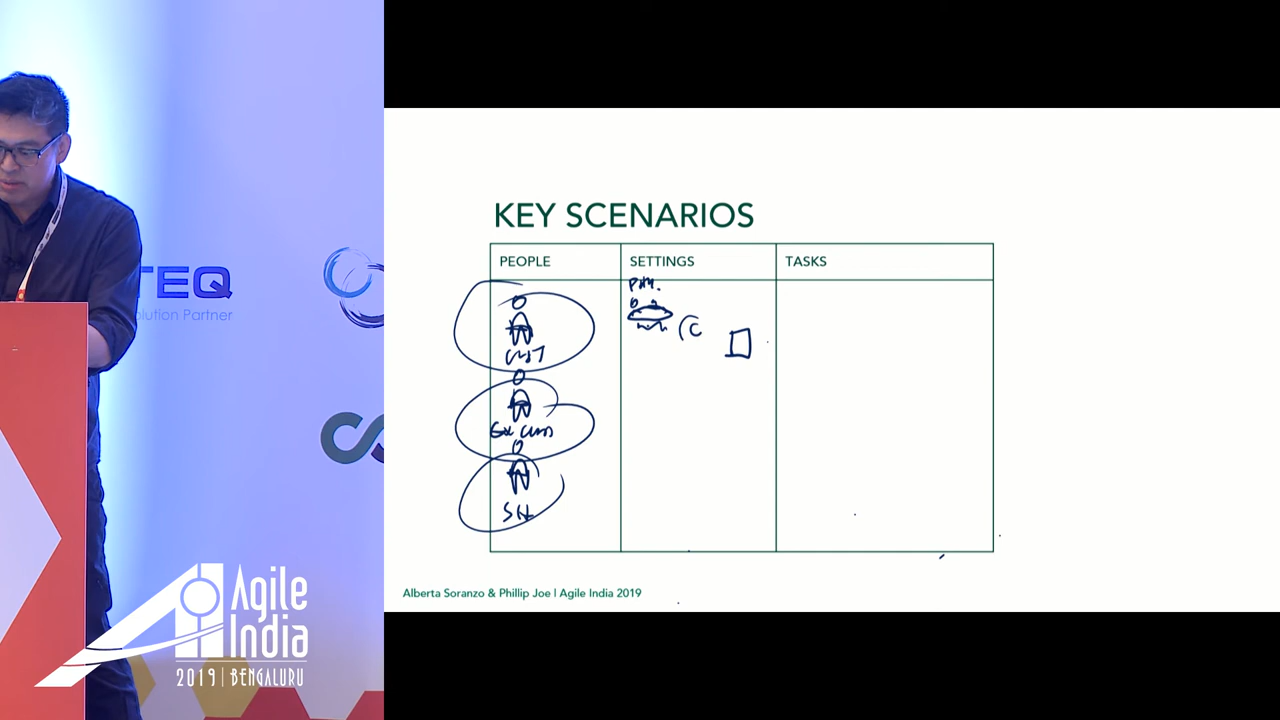 KEY SCENARIOS
PEOPLE
SETTINGS
TASKS
SH
TEQ
olution Partner
Alberta Soranzo & Phillip Joe | Agile India 2019
Agile
India
2019 | BENGALURU